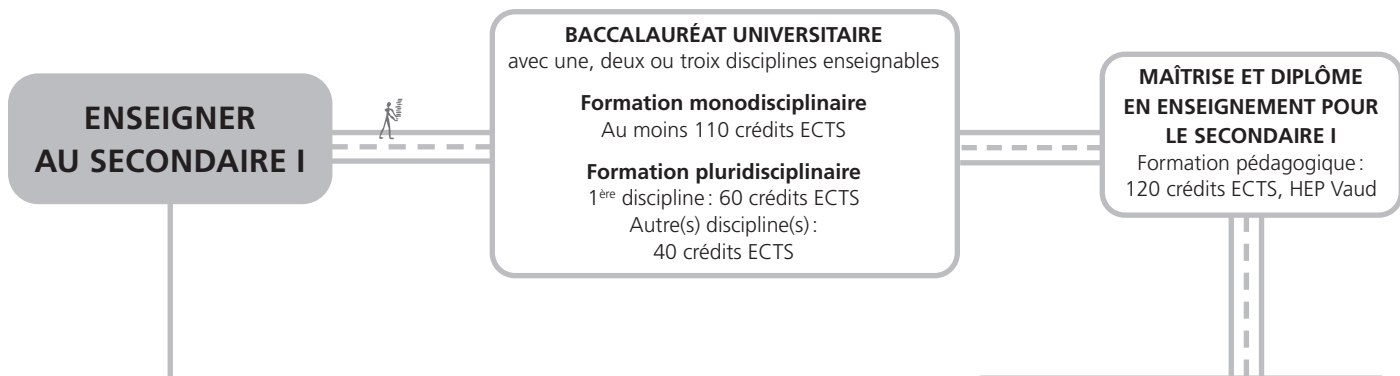 ENSEIGNER
AU SECONDAIRE I
BACCALAURÉAT UNIVERSITAIRE
avec une, deux ou trois disciplines enseignables
Formation monodisciplinaire
Au moins 110 crédits ECTS
Formation pluridisciplinaire
1ère discipline : 60 crédits ECTS
Autre(s) discipline(s) :
40 crédits ECTS
MAÎTRISE ET DIPLÔME
EN ENSEIGNEMENT POUR
LE SECONDAIRE I
Formation pédagogique :
120 crédits ECTS, HEP Vaud